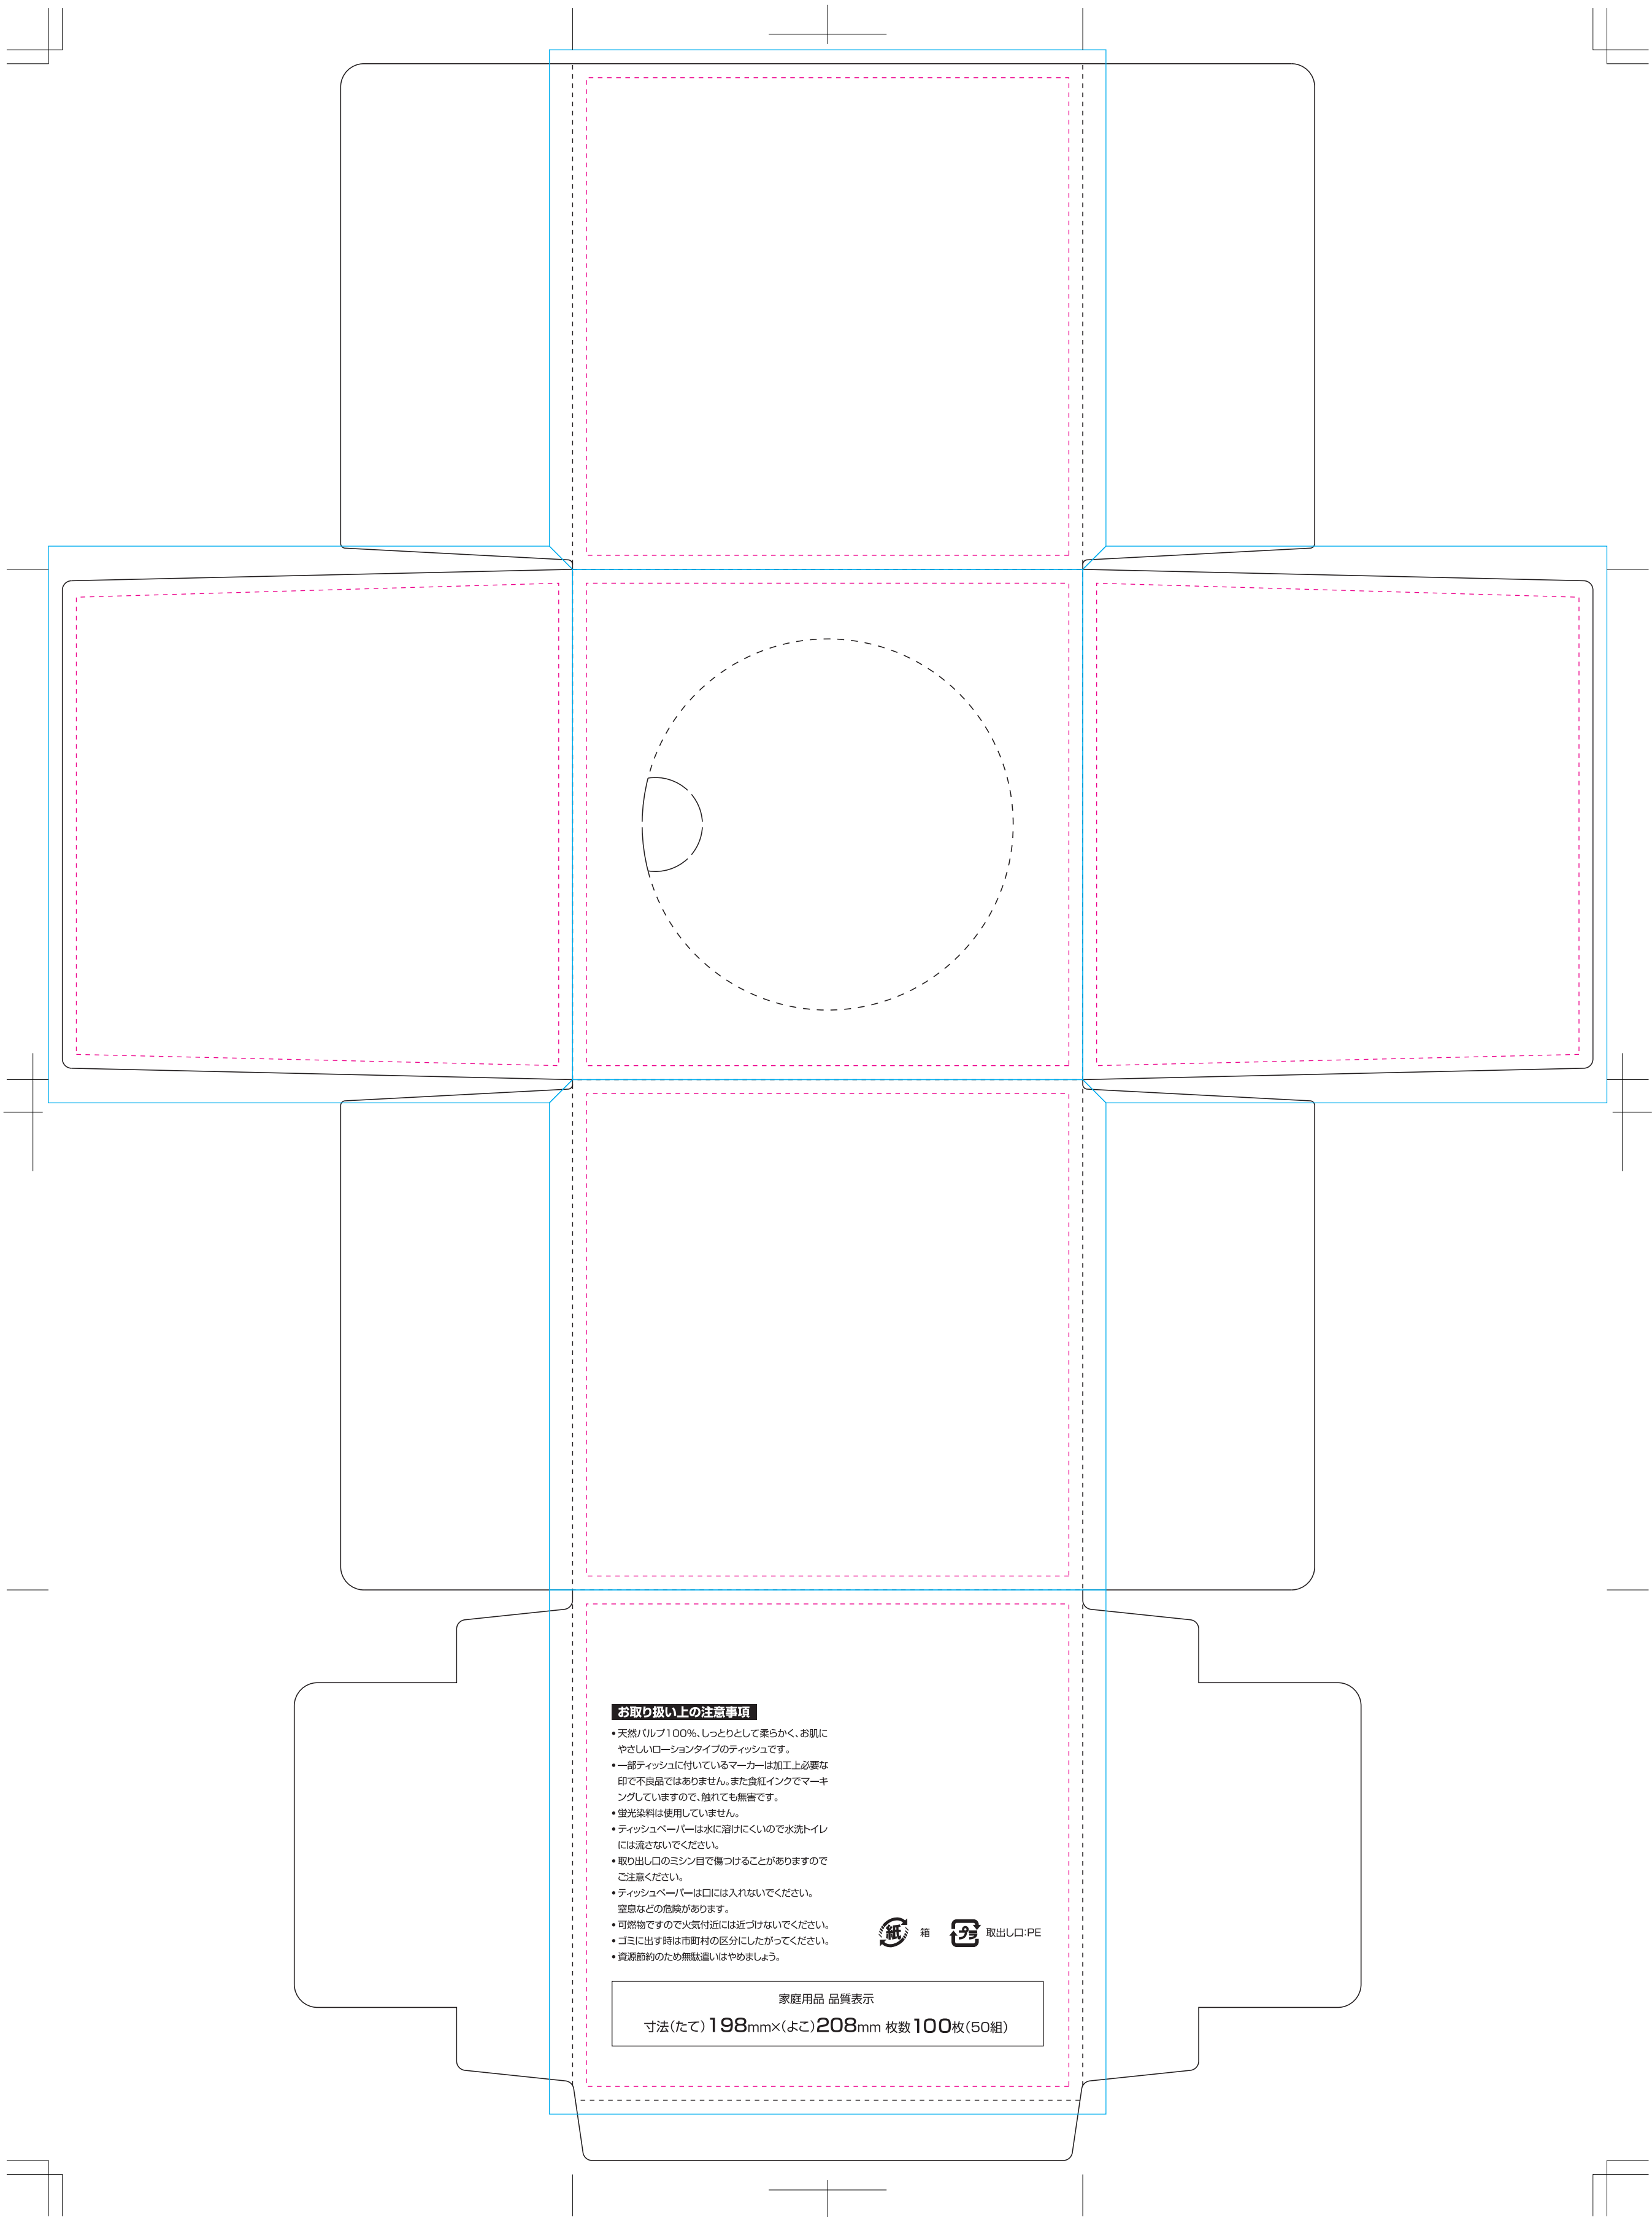 お取り扱い上の注意事項
•天然パルプ100%、しっとりとして柔らかく、お肌に
やさしいローションタイプのティッシュです。
•一部ティッシュに付いているマーカーは加工上必要な
印で不良品ではありません。また食紅インクでマーキ
ングしていますので、触れても無害です。
•蛍光染料は使用していません。
•ティッシュペーパーは水に溶けにくいので水洗トイレ
には流さないでください。
•取り出し口のミシン目で傷つけることがありますので
ご注意ください。
•ティッシュペーパーは口には入れないでください。
窒息などの危険があります。
•可燃物ですので火気付近には近づけないでください。
•ゴミに出す時は市町村の区分にしたがってください。
•資源節約のため無駄遣いはやめましょう。
紙 箱 プラ 取出し口:PE
家庭用品 品質表示
寸法(たて)198mm×(よこ)208mm 枚数100枚(50組)